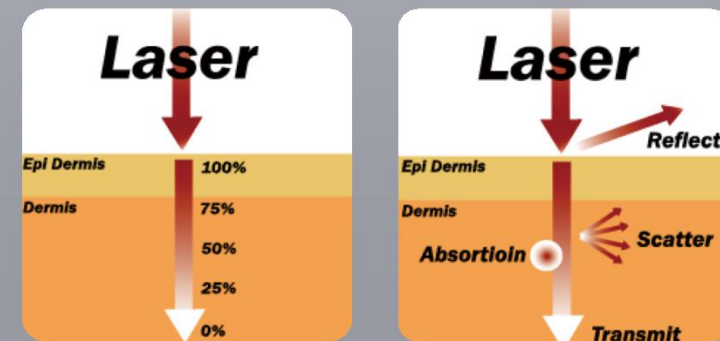 Laser
Epi Dermis
100%
Dermis
75%
50%
25%
0%
Laser
Reflect
Epi Dermis
Dermis
Scatter
Absortioin
Transmit